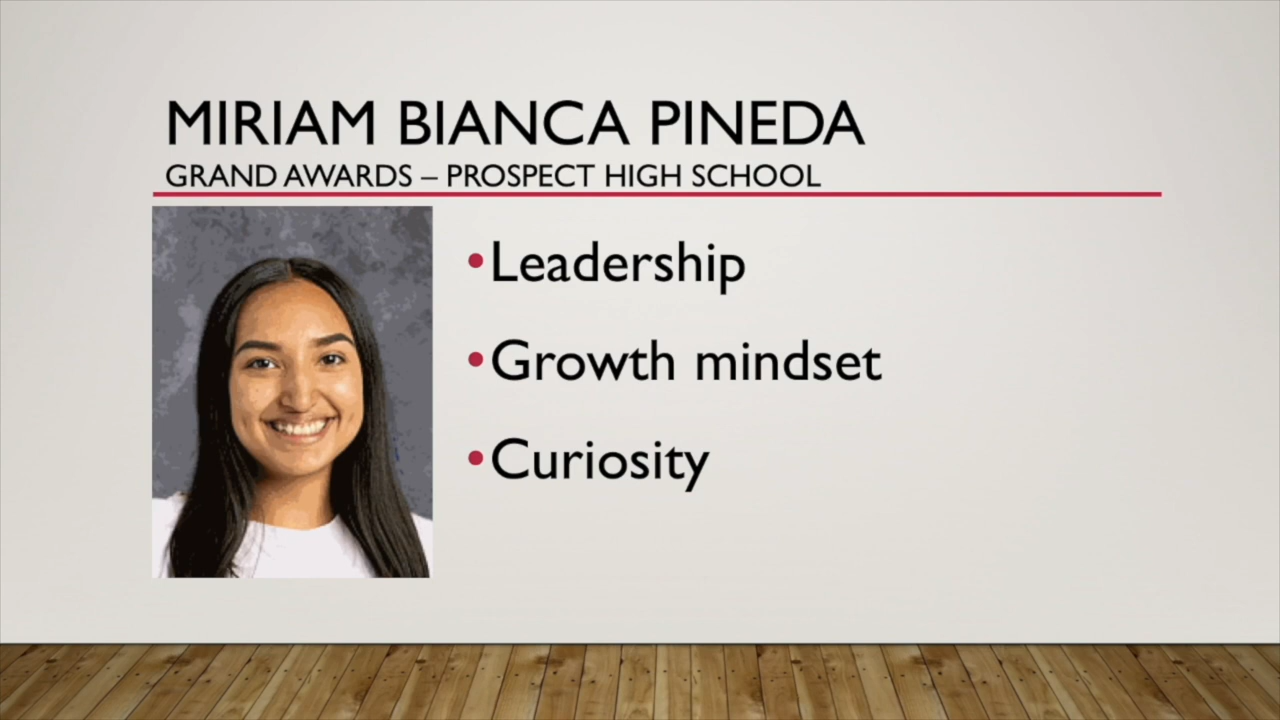 MIRIAM BIANCA PINEDA
GRAND AWARDS – PROSPECT HIGH SCHOOL
•Leadership
•Growth mindset
•Curiosity